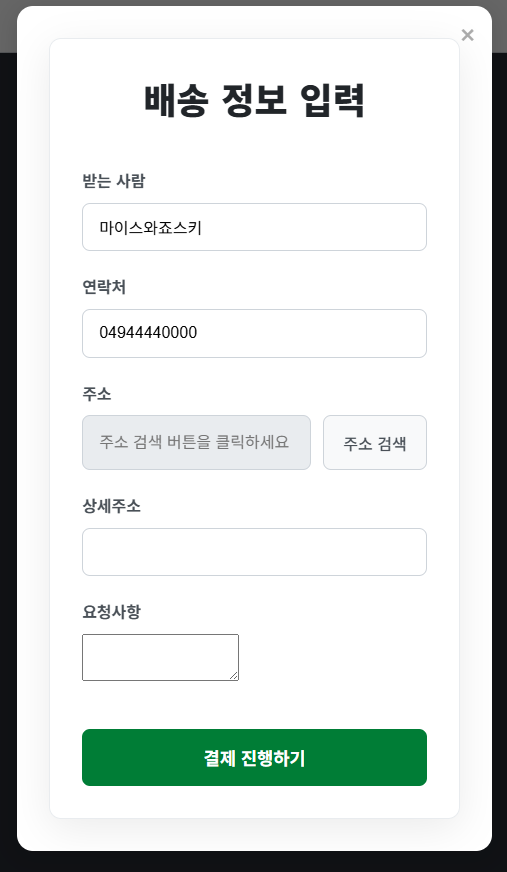 ×
배송 정보 입력
받는 사람
마이스와죠스키
연락처
04944440000
주소
주소 검색 버튼을 클릭하세요
주소 검색
상세주소
요청사항
결제 진행하기